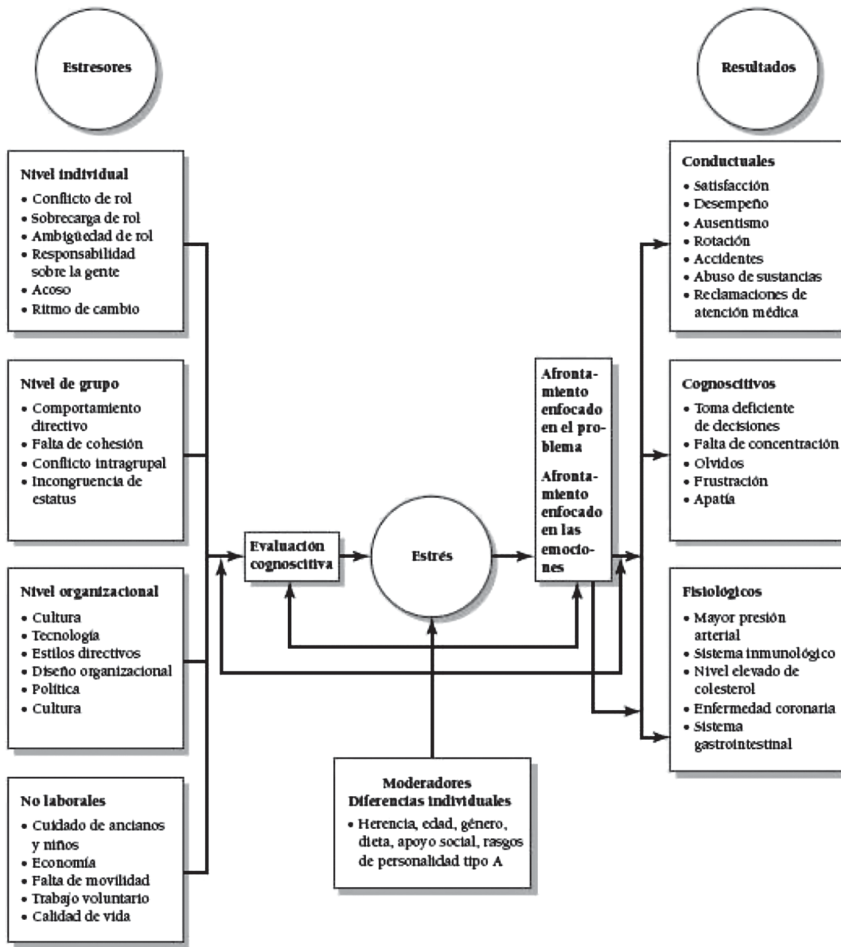 Estresores
Nivel individual
• Conflicto de rol
• Sobrecarga de rol
• Ambigüedad de rol
• Responsabilidad
sobre la gente
• Acoso
• Ritmo de cambio
Nivel de grupo
• Comportamiento
directivo
• Falta de cohesión
• Conflicto intragrupal
• Incongruencia de
estatus
Nivel organizacional
• Cultura
• Tecnología
• Estilos directivos
• Diseño organizacional
• Política
• Cultura
No laborales
• Cuidado de ancianos
y niños
• Economía
• Falta de movilidad
• Trabajo voluntario
• Calidad de vida
Evaluación
cognoscitiva
Estrés
Moderadores
Diferencias individuales
• Herencia, edad, género,
dieta, apoyo social, rasgos
de personalidad tipo A
Afronta-
miento
enfocado
en el pro-
blema
Afronta-
miento
enfocado
en las
emocio-
nes
Resultados
Conductuales
• Satisfacción
• Desempeño
• Ausentismo
• Rotación
• Accidentes
• Abuso de sustancias
• Reclamaciones de
atención médica
Cognoscitivos
• Toma deficiente
de decisiones
• Falta de concentración
• Olvidos
• Frustración
• Apatía
Fisiológicos
• Mayor presión
arterial
• Sistema inmunológico
• Nivel elevado de
colesterol
• Enfermedad coronaria
• Sistema
gastrointestinal